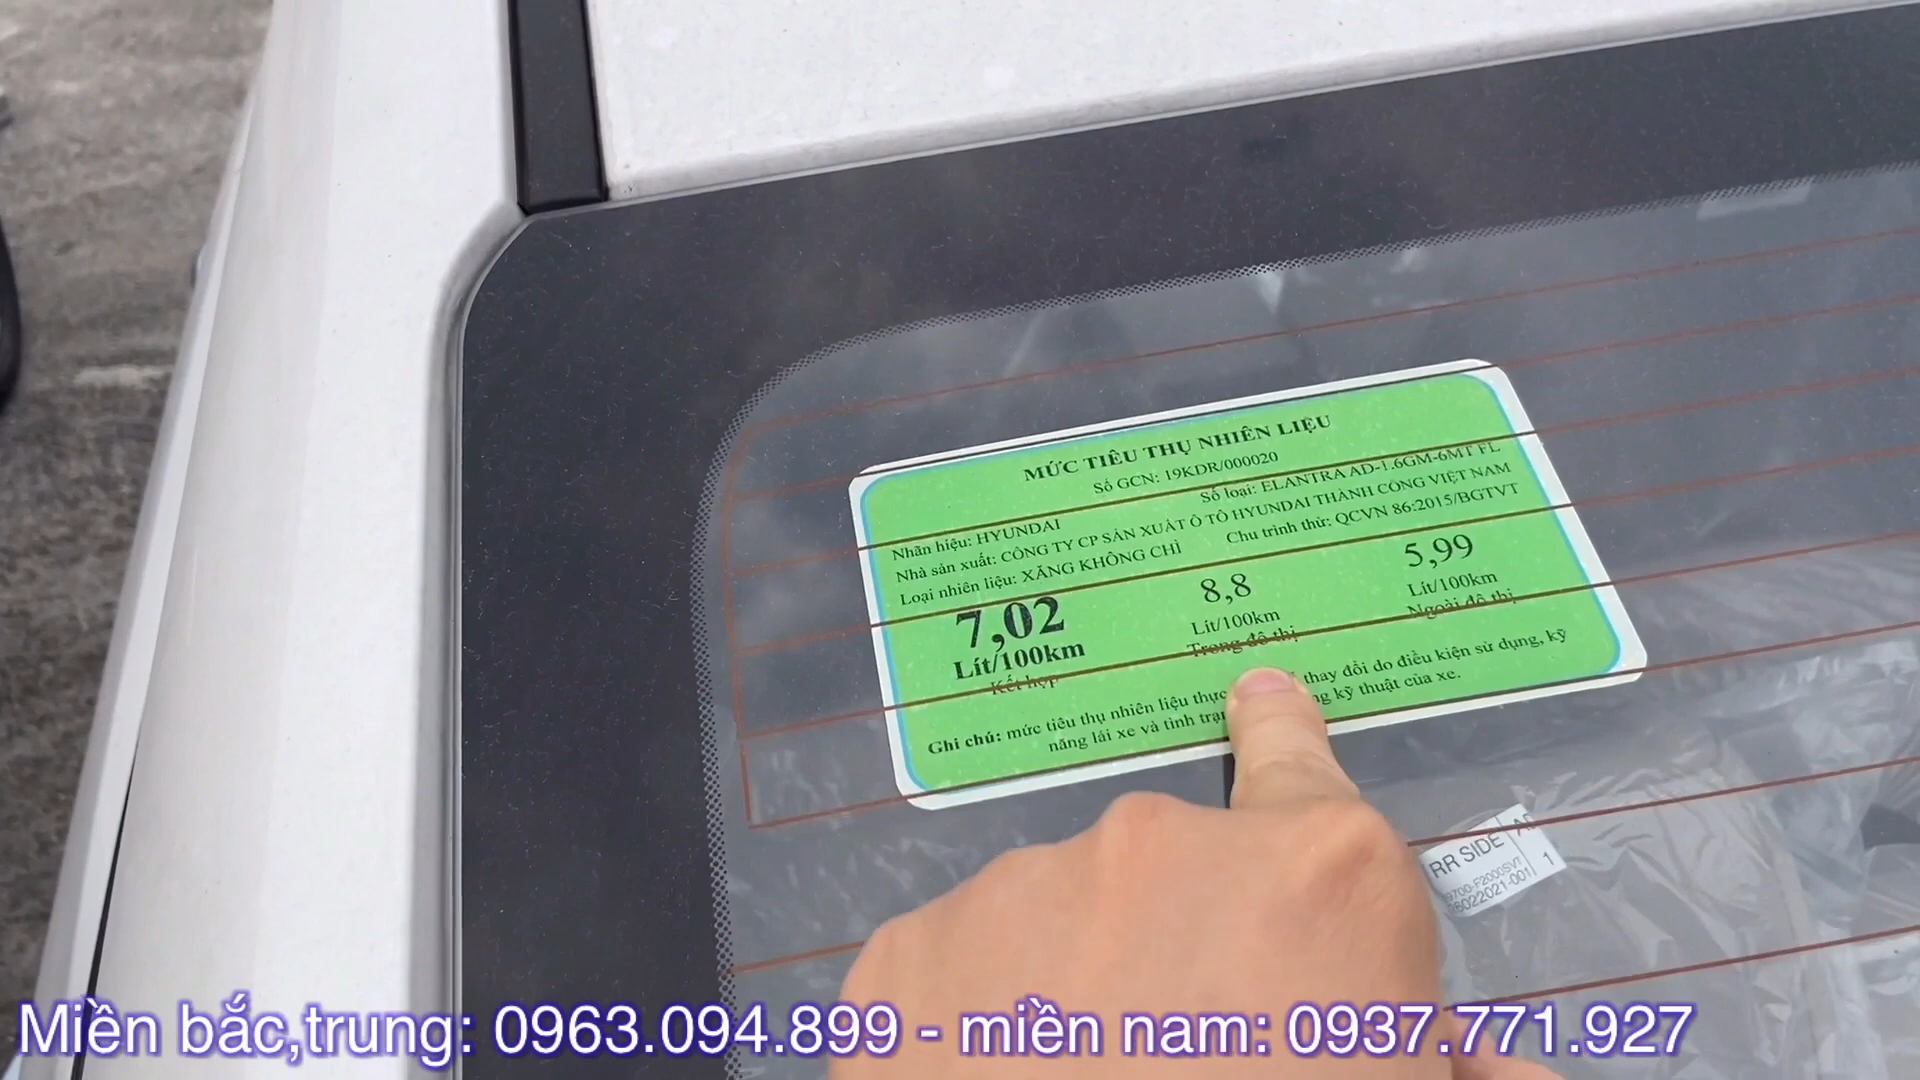 MỨC TIÊU THỤ NHIÊN LIỆU
Số GCN: 19KDR/000020
Nhãn hiệu: HYUNDAI Số loại: ELANTRA AD-1.6GM-6MT FL
Nhà sản xuất: CÔNG TY CP SẢN XUẤT Ô TÔ HYUNDAI THÀNH CÔNG VIỆT NAM
Loại nhiên liệu: XĂNG KHÔNG CHÌ Chu trình thử: QCVN 86:2015/BGTVT
7,02 8,8 5,99
Lít/100km Lít/100km Lít/100km
Kết hợp Trong đô thị Ngoài đô thị
Ghi chú: mức tiêu thụ nhiên liệu thực thay đổi do điều kiện sử dụng, kỹ
năng lái xe và tình trạng kỹ thuật của xe.
RR SIDE
1
Miền bắc,trung: 0963.094.899 - miền nam: 0937.771.927